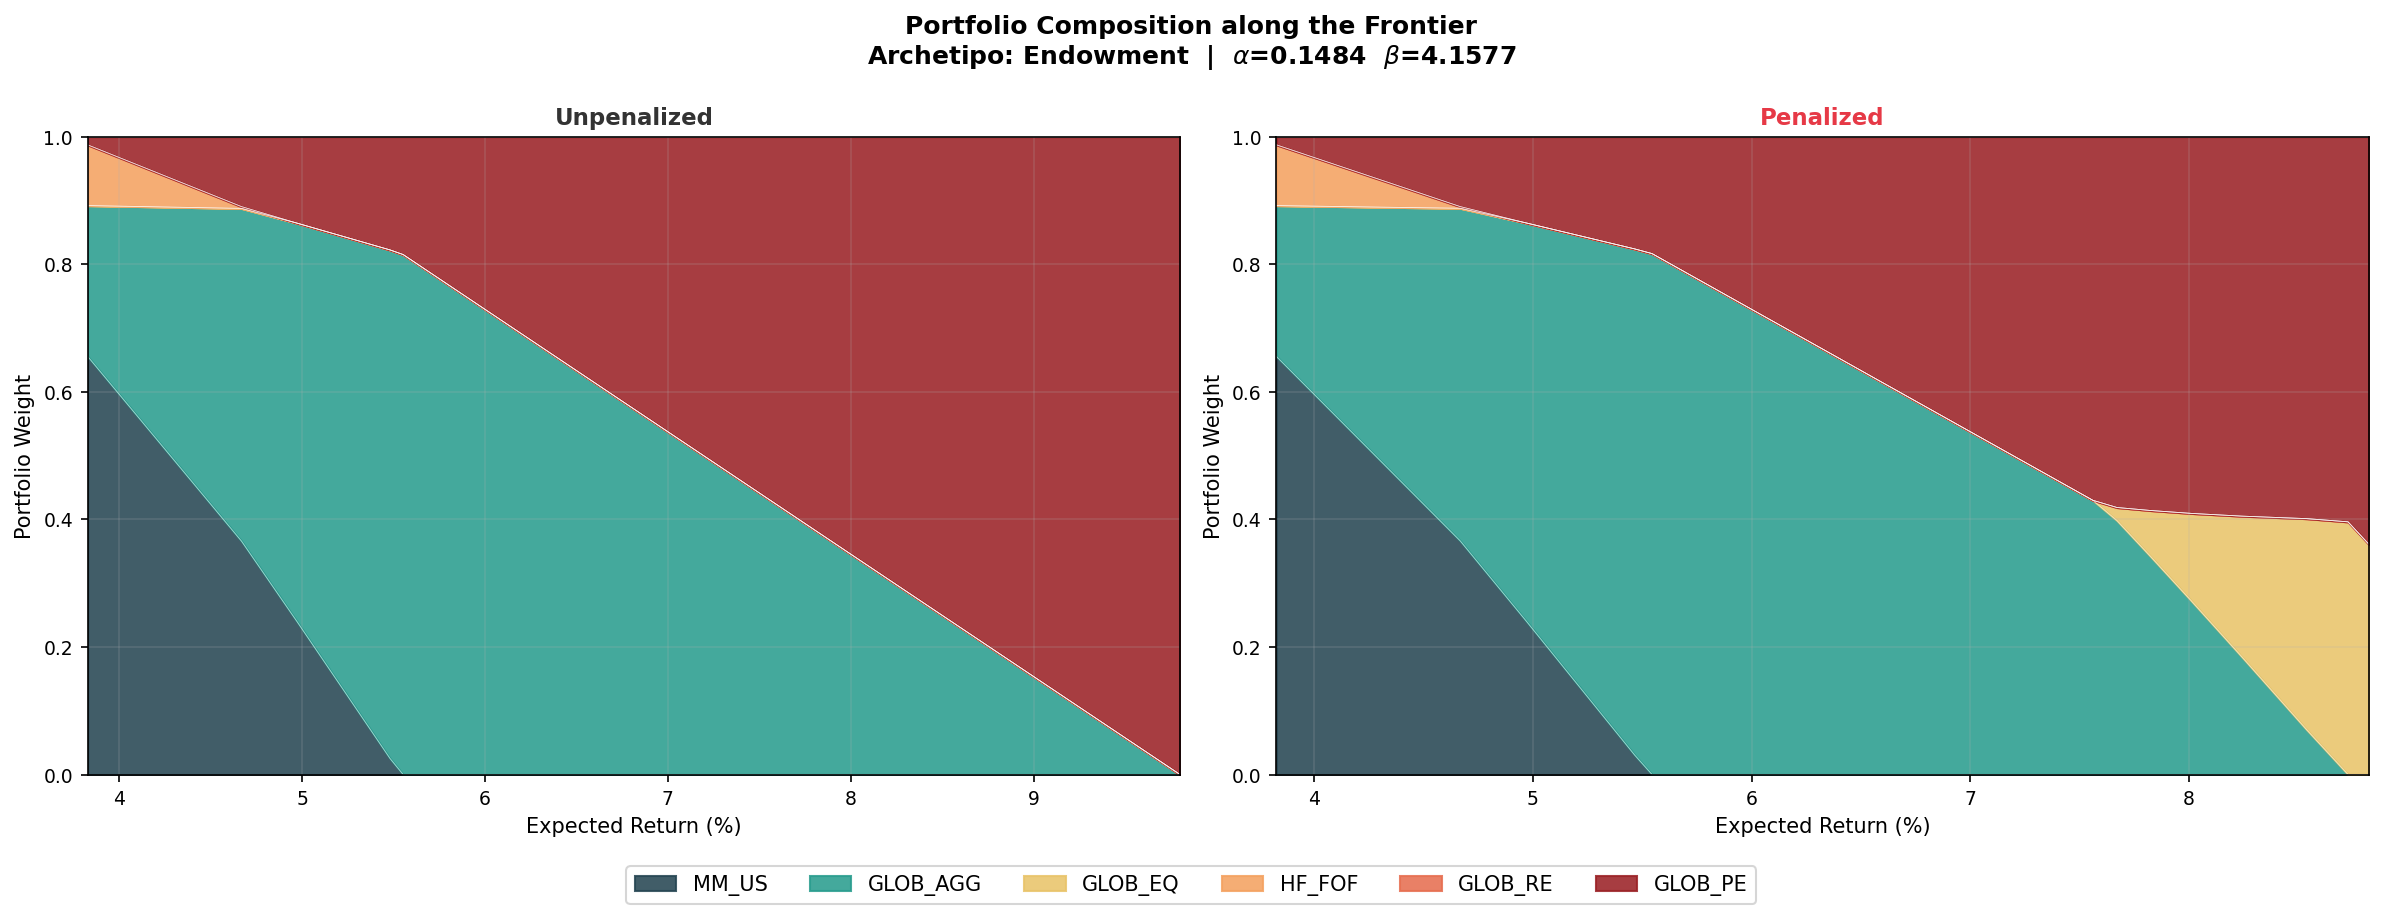 Portfolio Composition along the Frontier
Archetipo: Endowment | α=0.1484 β=4.1577
Unpenalized
1.0
0.8
0.6
0.4
0.2
0.0
Portfolio Weight
4 5 6 7 8 9
Expected Return (%)
Penalized
1.0
0.8
0.6
0.4
0.2
0.0
Portfolio Weight
4 5 6 7 8
Expected Return (%)
MM_US GLOB_AGG GLOB_EQ HF_FOF GLOB_RE GLOB_PE